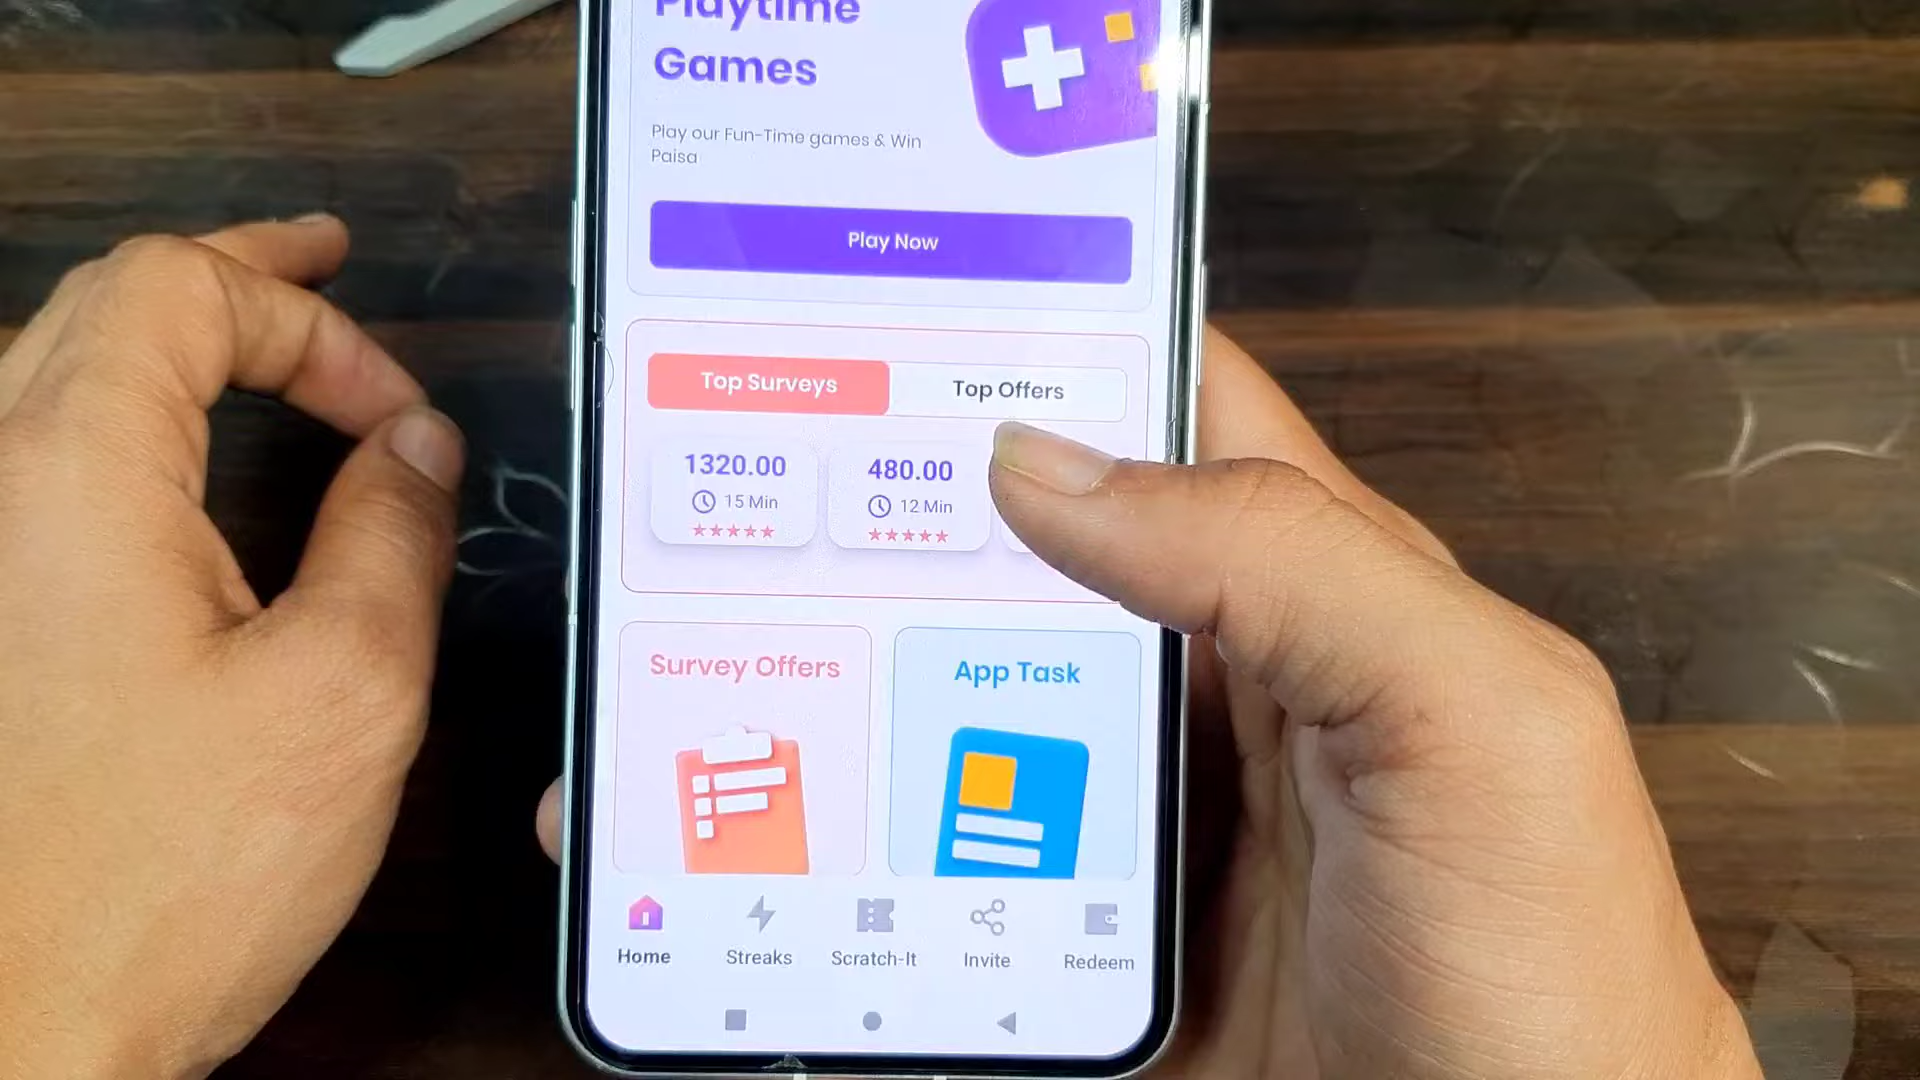 Playtime
Games
Play our Fun-Time games & Win
Paisa
Play Now
Top Surveys
Top Offers
1320.00
480.00
15 Min
12 Min
Survey Offers
App Task
Home
Streaks
Scratch-It
Invite
Redeem